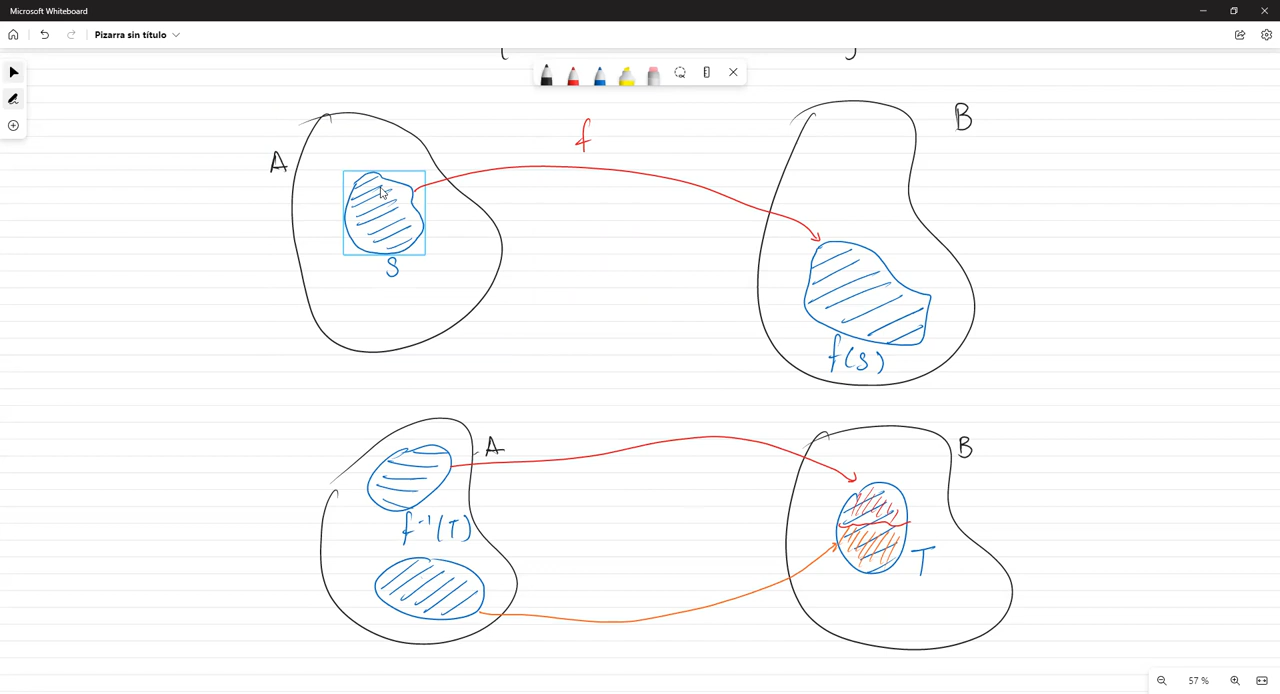 Microsoft Whiteboard
Pizarra sin título
f
B
A
S
f(S)
A
B
f⁻¹(T)
T
57 %